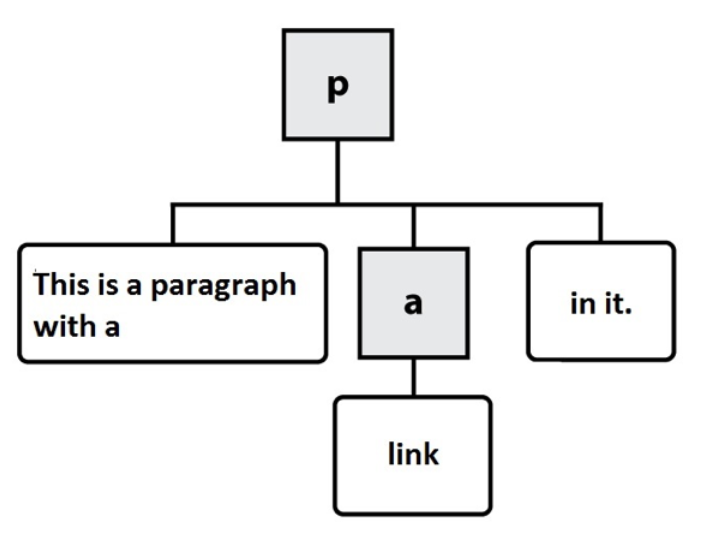 p
This is a paragraph
with a
a
in it.
link